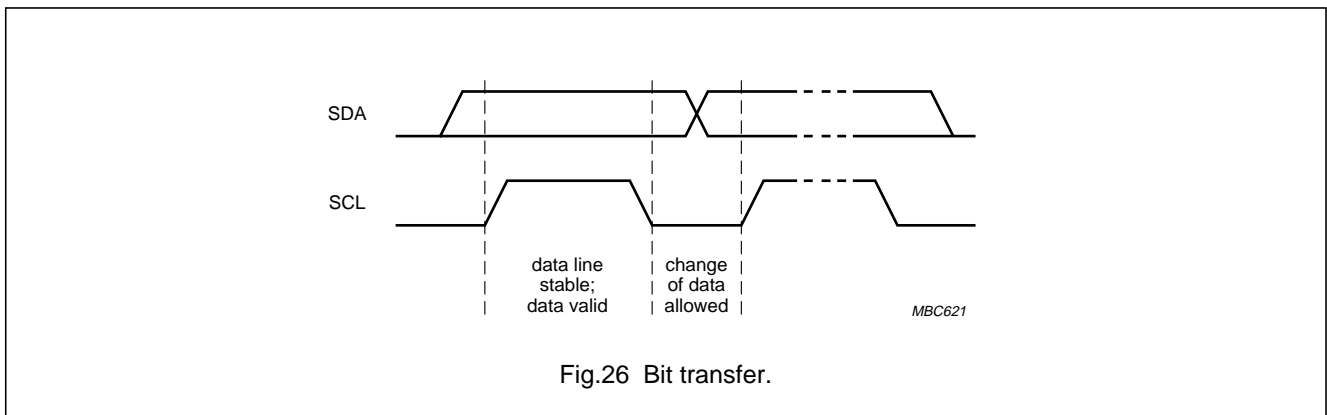 SDA
SCL
data line
stable;
data valid
change
of data
allowed
MBC621
Fig.26 Bit transfer.